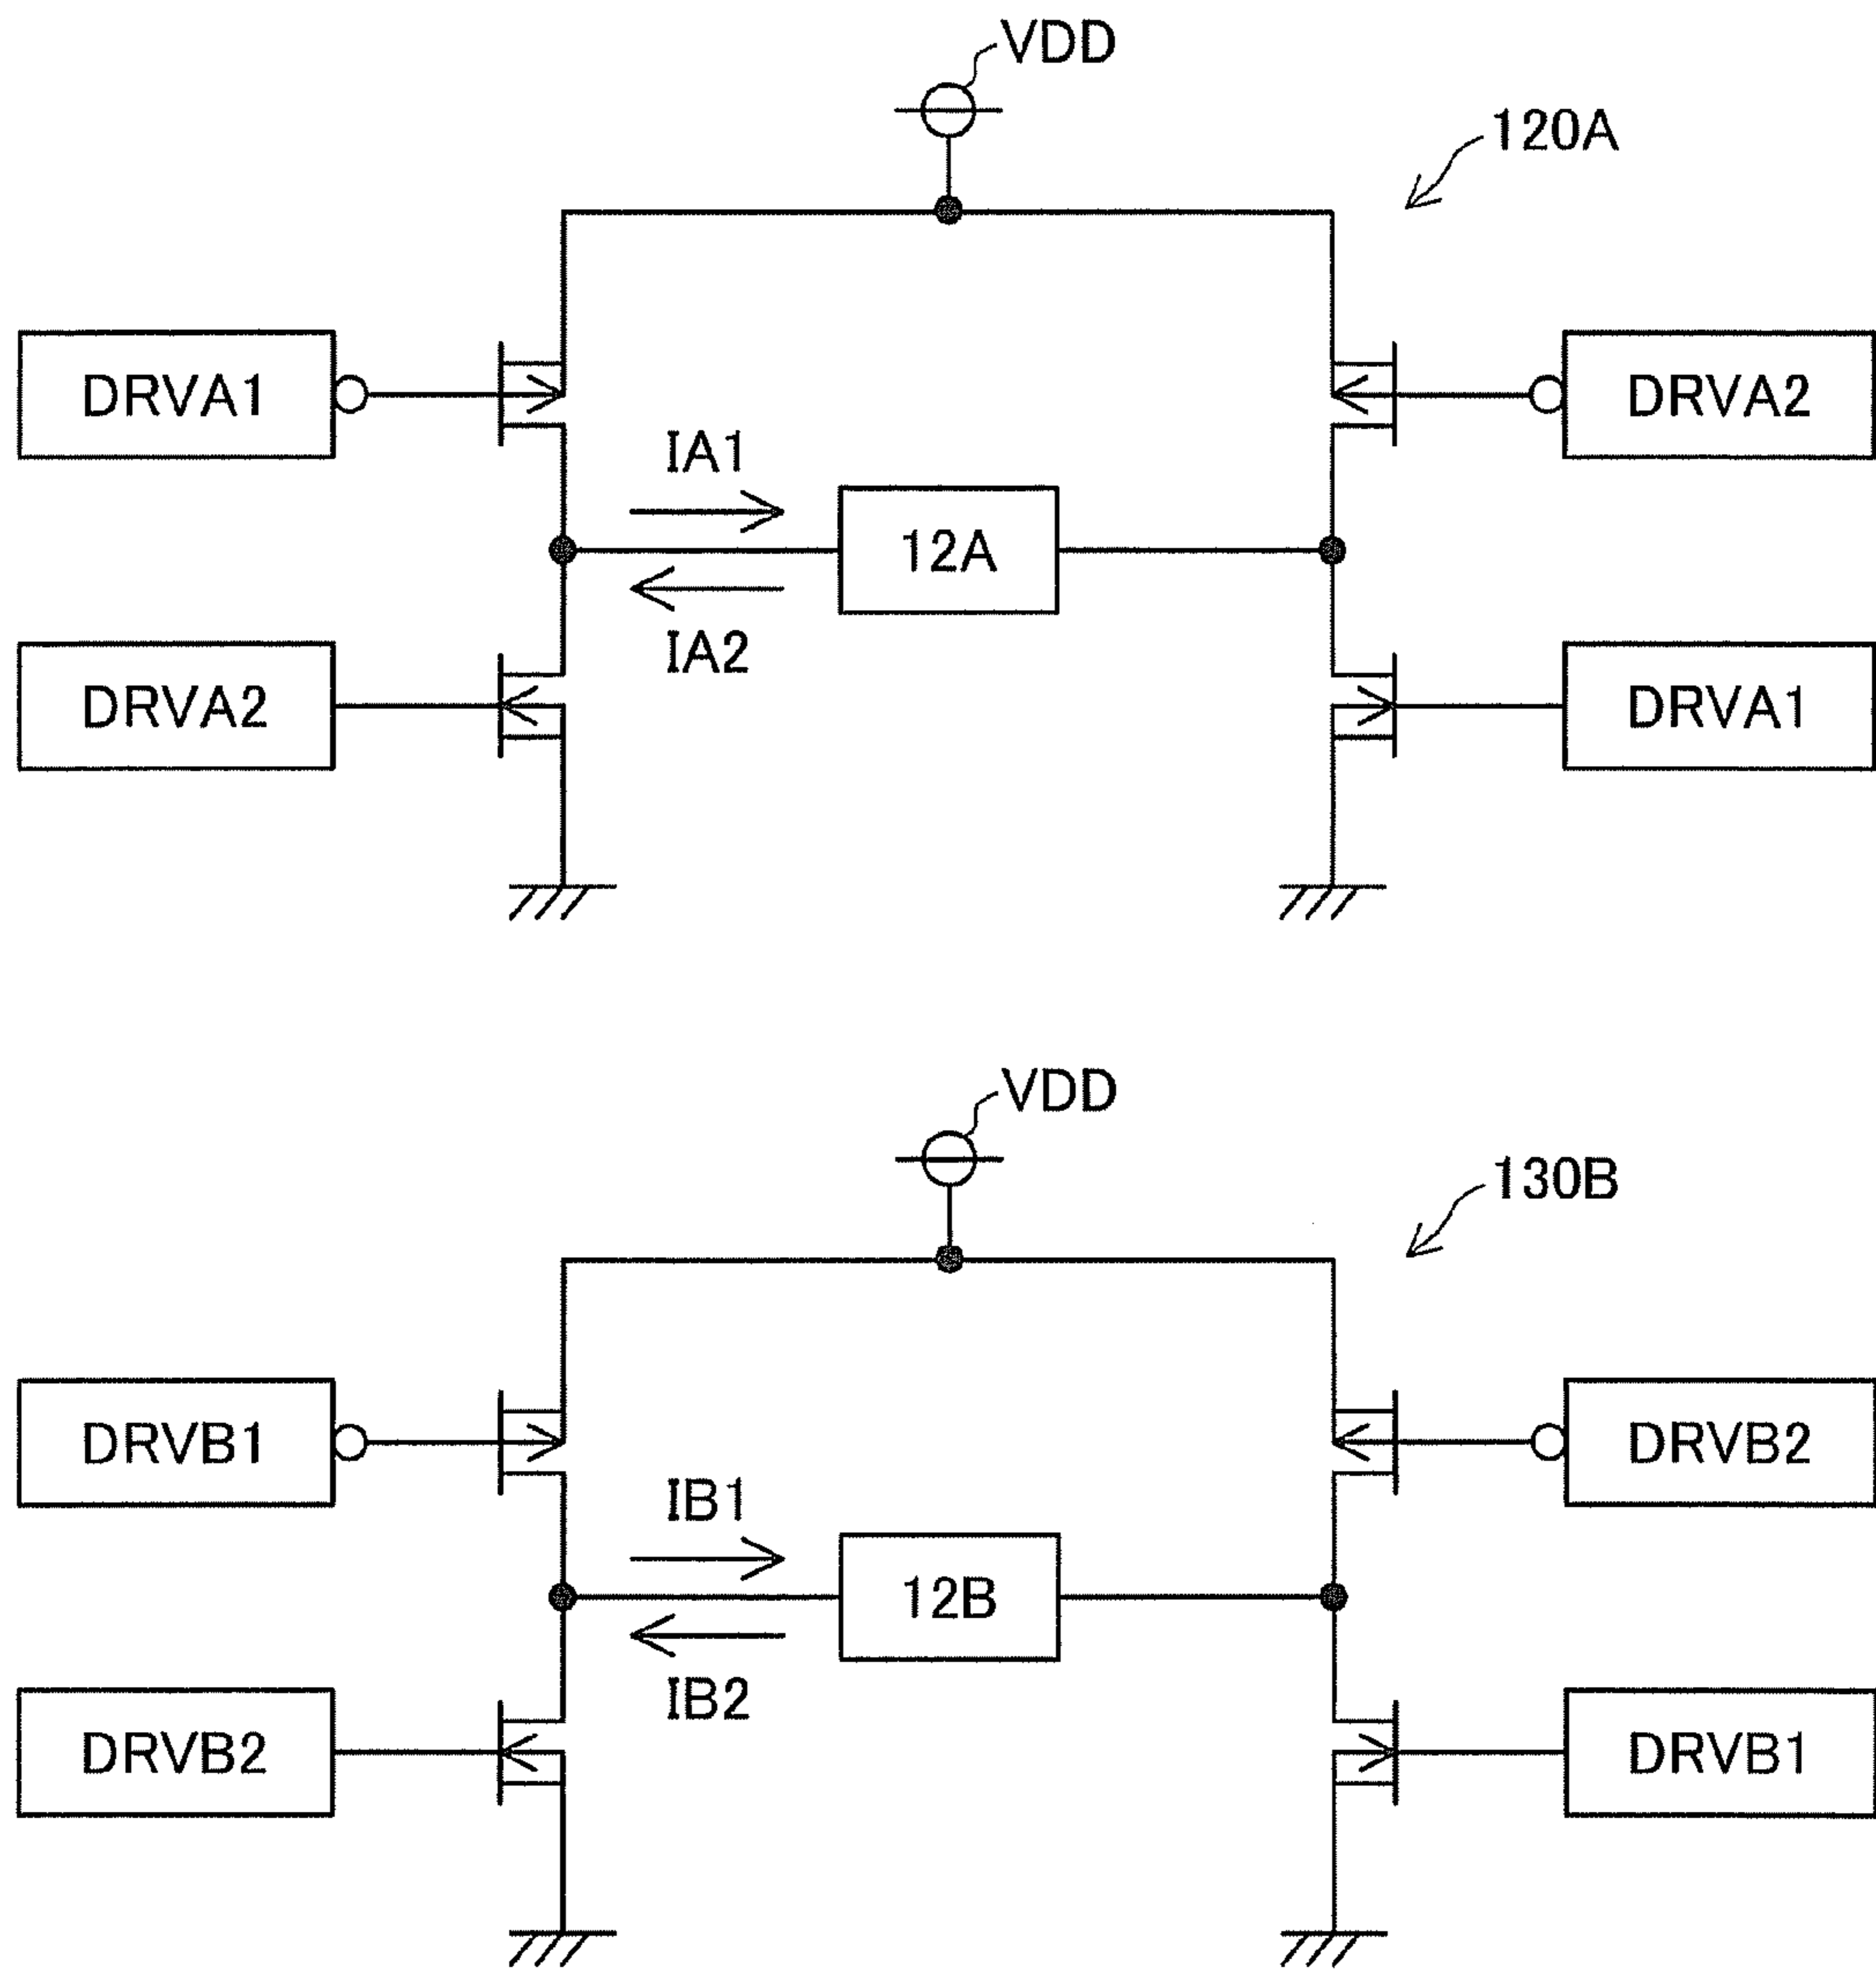 VDD
120A
DRVA1
DRVA2
IA1
12A
IA2
DRVA2
DRVA1
VDD
130B
DRVB1
DRVB2
IB1
12B
IB2
DRVB2
DRVB1